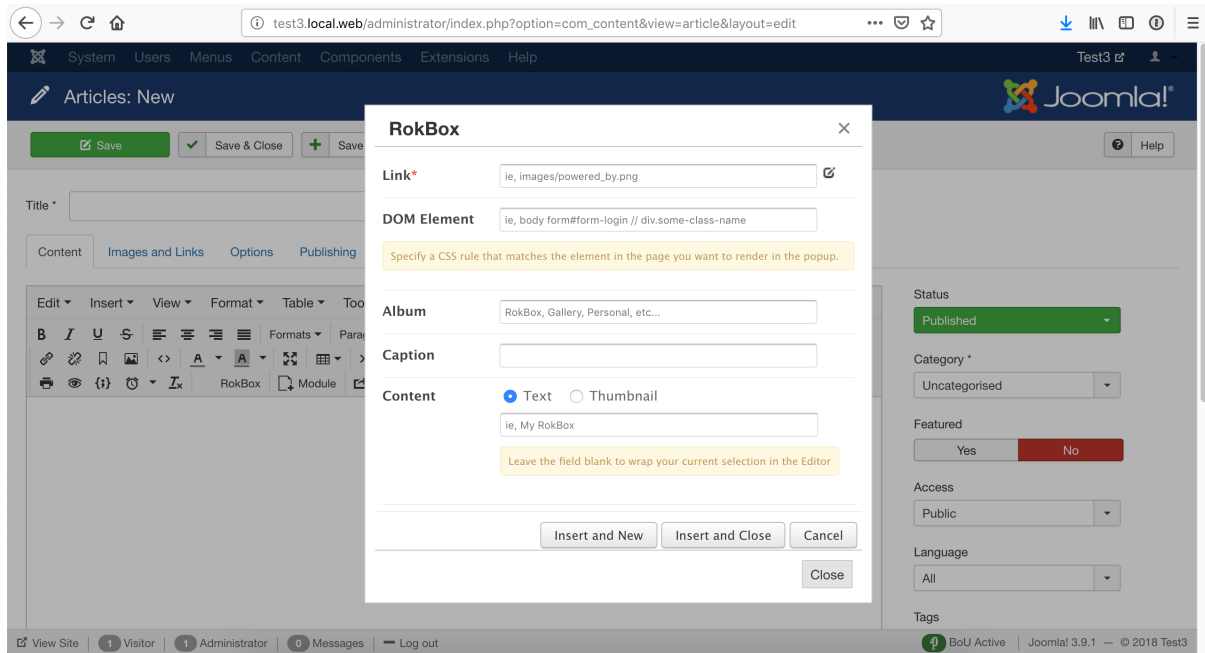 test3.local.web/administrator/index.php?option=com_content&view=article&layout=edit
System Users Menus Content Components Extensions Help Test3
Articles: New Joomla!®
Save Save & Close Save Help
RokBox ×
Link* ie, images/powered_by.png
Title *
DOM Element ie, body form#form-login // div.some-class-name
Content Images and Links Options Publishing
Specify a CSS rule that matches the element in the page you want to render in the popup.
Edit Insert View Format Table Too
Status
Album RokBox, Gallery, Personal, etc...
Published
B I U S Formats Para
Caption
Category *
A A
RokBox Module
Uncategorised
Content Text Thumbnail
ie, My RokBox
Featured
Yes No
Leave the field blank to wrap your current selection in the Editor
Access
Public
Insert and New Insert and Close Cancel
Language
Close
All
Tags
View Site 1 Visitor 1 Administrator 0 Messages Log out BoU Active Joomla! 3.9.1 — © 2018 Test3